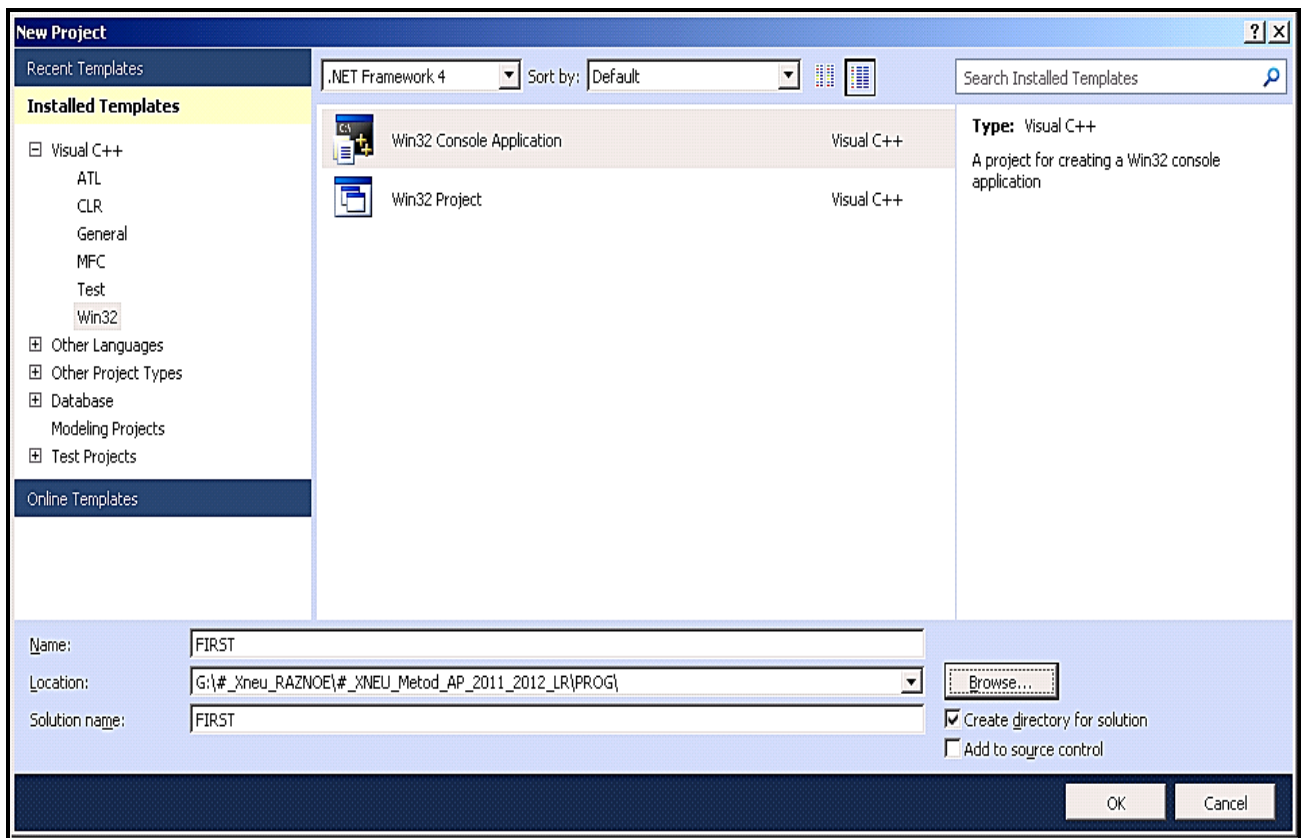 New Project
Recent Templates
Installed Templates
Visual C++
ATL
CLR
General
MFC
Test
Win32
Other Languages
Other Project Types
Database
Modeling Projects
Test Projects
Online Templates
.NET Framework 4 Sort by: Default
Win32 Console Application Visual C++
Win32 Project Visual C++
Search Installed Templates
Type: Visual C++
A project for creating a Win32 console
application
Name: FIRST
Location: G:\#_Xneu_RAZNOE\#_XNEU_Metod_AP_2011_2012_LR\PROG\
Browse...
Solution name: FIRST
Create directory for solution
Add to source control
OK Cancel